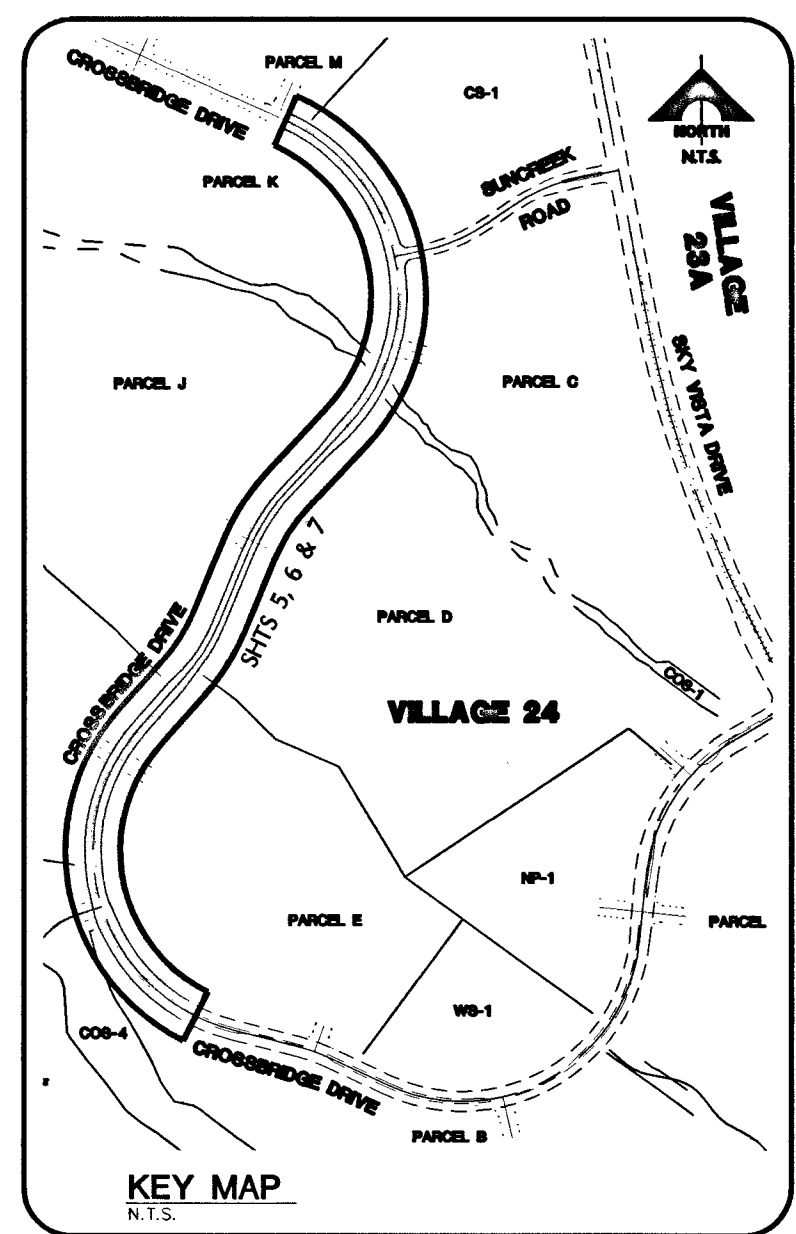 PARCEL M
CROSSBRIDGE DRIVE
CS-1
NORTH
N.T.S.
PARCEL K
SUNCREEK
ROAD
VILLAGE
23A
SKY VISTA DRIVE
PARCEL J
PARCEL C
SHTS 5, 6 & 7
CROSSBRIDGE DRIVE
PARCEL D
COS-1
VILLAGE 24
NP-1
PARCEL E
PARCEL
WS-1
COS-4
CROSSBRIDGE DRIVE
PARCEL B
KEY MAP
N.T.S.